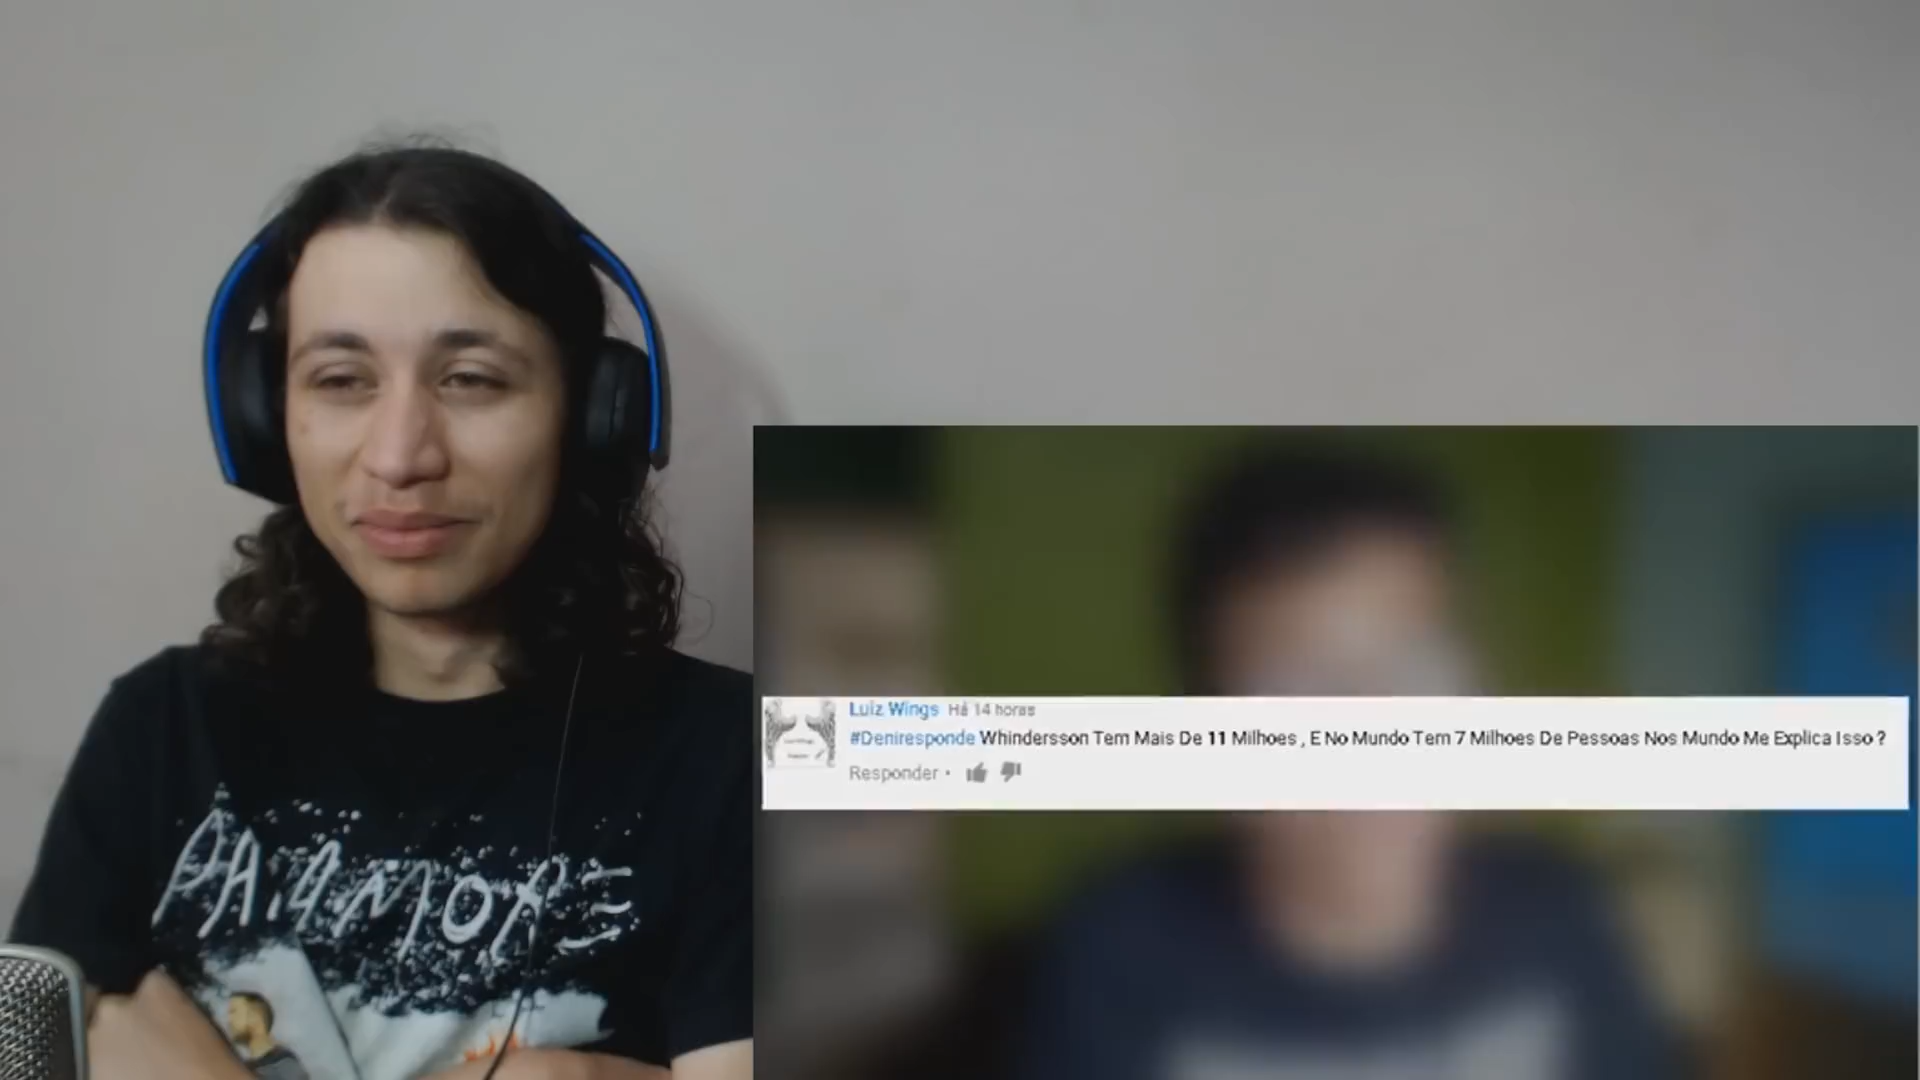 PARAMORE
Luiz Wings Há 14 horas
#Deniresponde Whindersson Tem Mais De 11 Milhoes , E No Mundo Tem 7 Milhoes De Pessoas Nos Mundo Me Explica Isso ?
Responder •